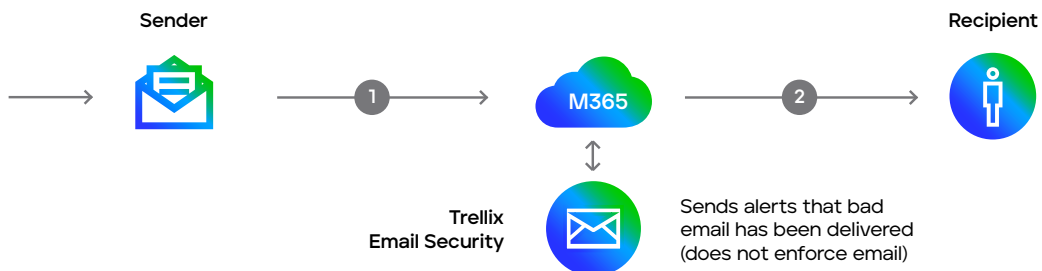 Sender
Recipient
1
M365
2
Trellix
Email Security
Sends alerts that bad
email has been delivered
(does not enforce email)